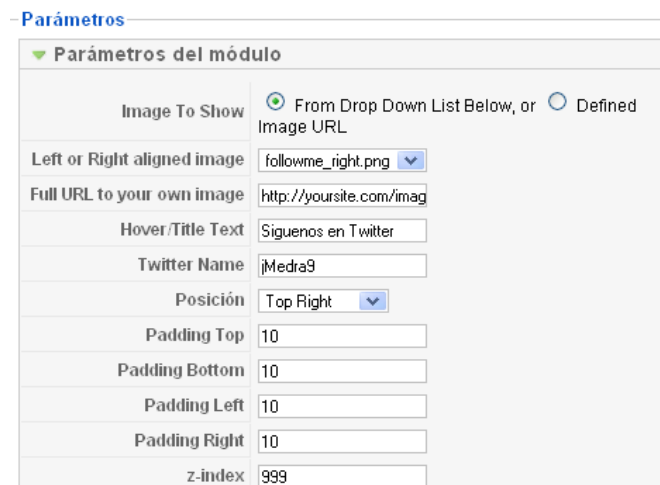 Parámetros
Parámetros del módulo
Image To Show From Drop Down List Below, or Defined
Image URL
Left or Right aligned image followme_right.png
Full URL to your own image http://yoursite.com/imag
Hover/Title Text Siguenos en Twitter
Twitter Name jMedra9
Posición Top Right
Padding Top 10
Padding Bottom 10
Padding Left 10
Padding Right 10
z-index 999